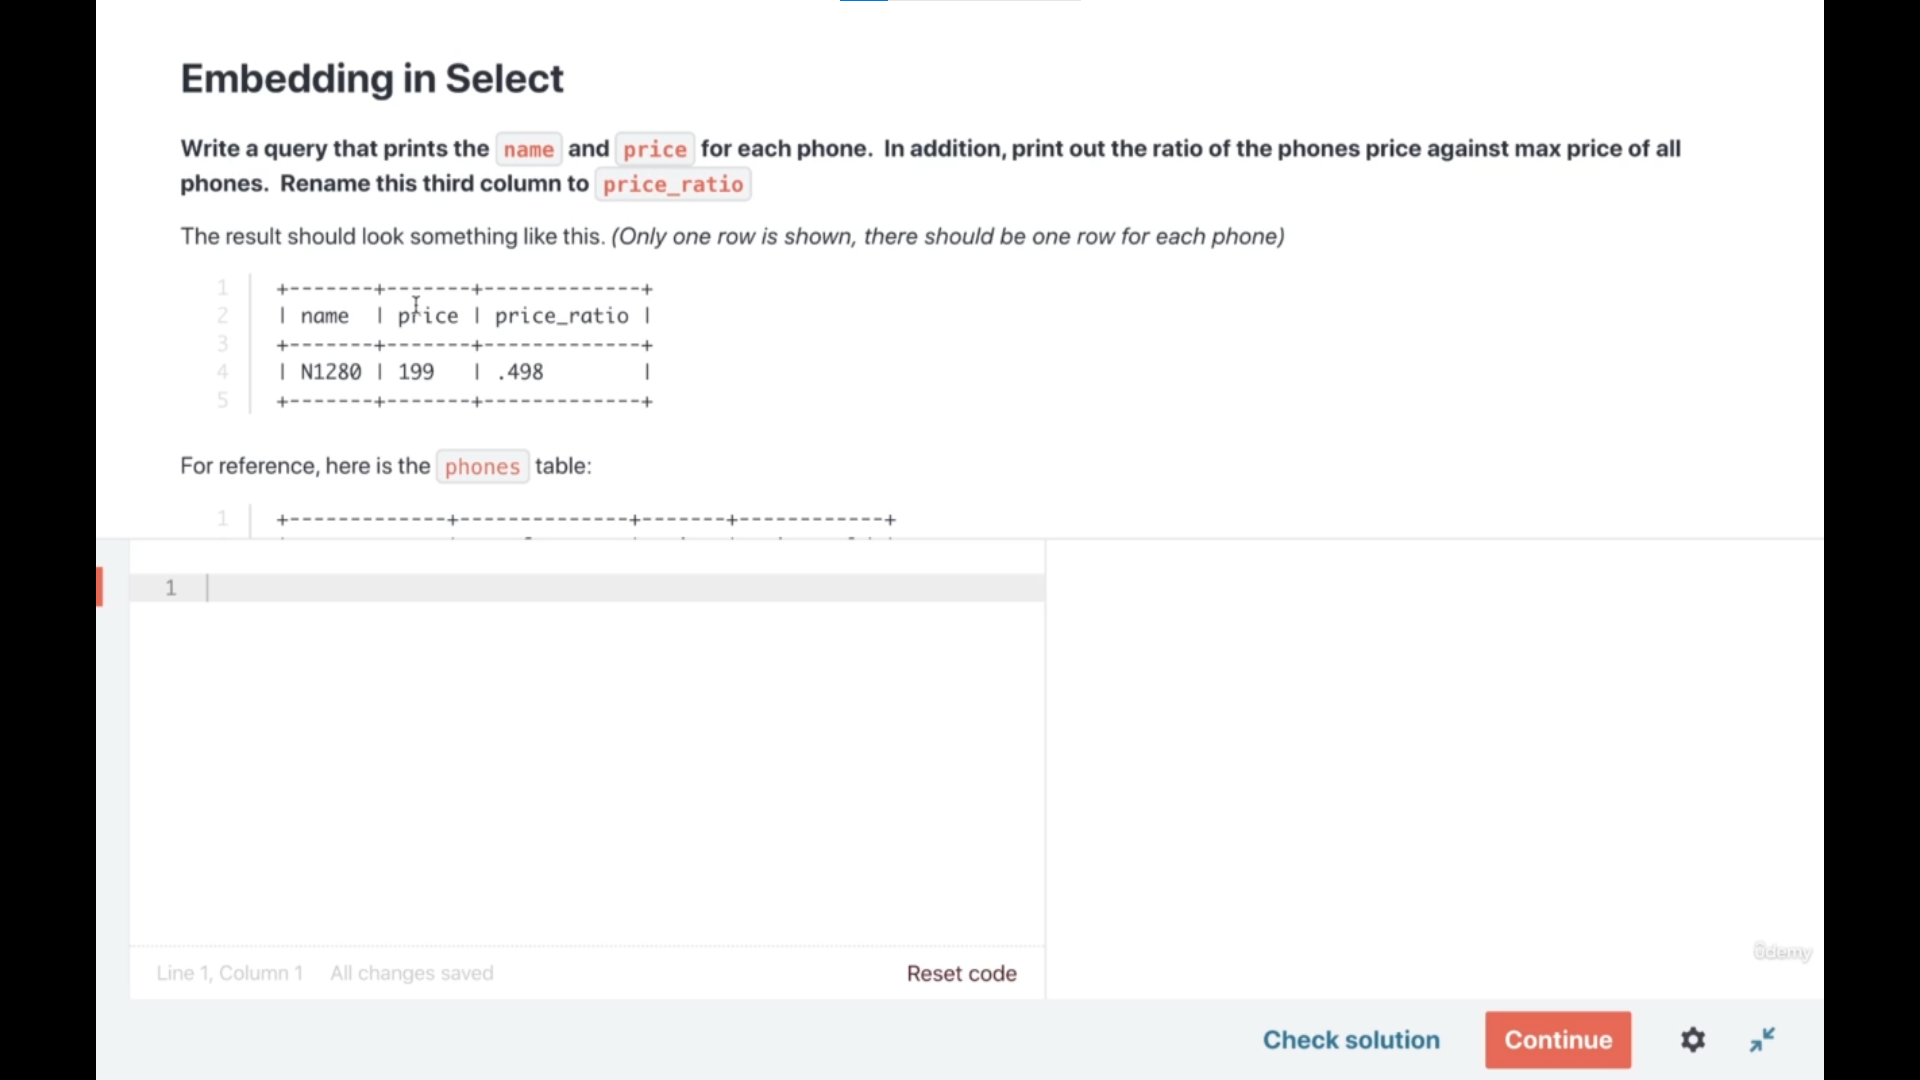 Embedding in Select
Write a query that prints the name and price for each phone. In addition, print out the ratio of the phones price against max price of all
phones. Rename this third column to price_ratio
The result should look something like this. (Only one row is shown, there should be one row for each phone)
1 +-------+-------+-------------+
2 | name | price | price_ratio |
3 +-------+-------+-------------+
4 | N1280 | 199 | .498 |
5 +-------+-------+-------------+
For reference, here is the phones table:
1 +-------------+--------------+-------+------------+
1
Line 1, Column 1 All changes saved Reset code
ûdemy
Check solution Continue